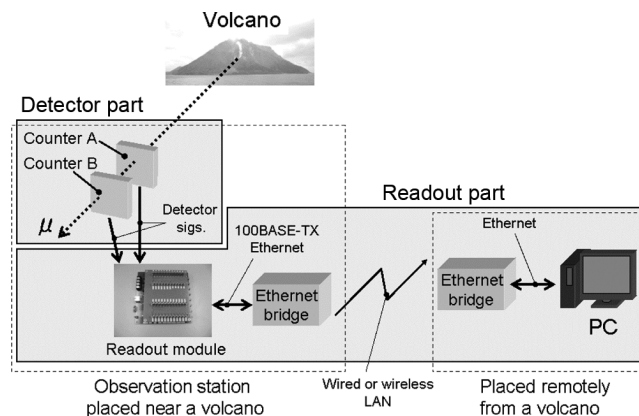 Volcano
Detector part
Counter A
Counter B
μ
Detector
sigs.
Readout part
100BASE-TX
Ethernet
Ethernet
bridge
Readout module
Ethernet
Ethernet
bridge
PC
Wired or wireless
LAN
Observation station
placed near a volcano
Placed remotely
from a volcano